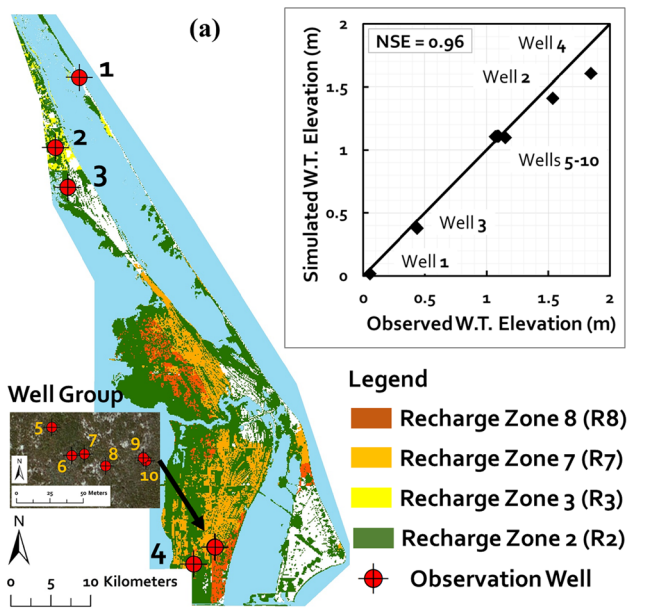 (a)
1
2
3
4
Well Group
5
6
7
8
9
10
N
0 25 50 Meters
N
0 5 10 Kilometers
NSE = 0.96
Well 4
Well 2
Wells 5-10
Well 3
Well 1
Simulated W.T. Elevation (m)
2
1.5
1
0.5
0
0 0.5 1 1.5 2
Observed W.T. Elevation (m)
Legend
Recharge Zone 8 (R8)
Recharge Zone 7 (R7)
Recharge Zone 3 (R3)
Recharge Zone 2 (R2)
Observation Well